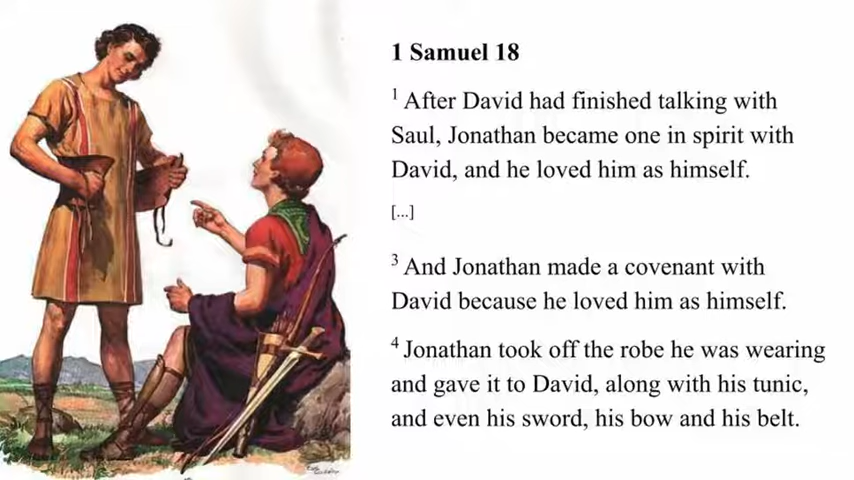 1 Samuel 18
1 After David had finished talking with
Saul, Jonathan became one in spirit with
David, and he loved him as himself.
[...]
3 And Jonathan made a covenant with
David because he loved him as himself.
4 Jonathan took off the robe he was wearing
and gave it to David, along with his tunic,
and even his sword, his bow and his belt.